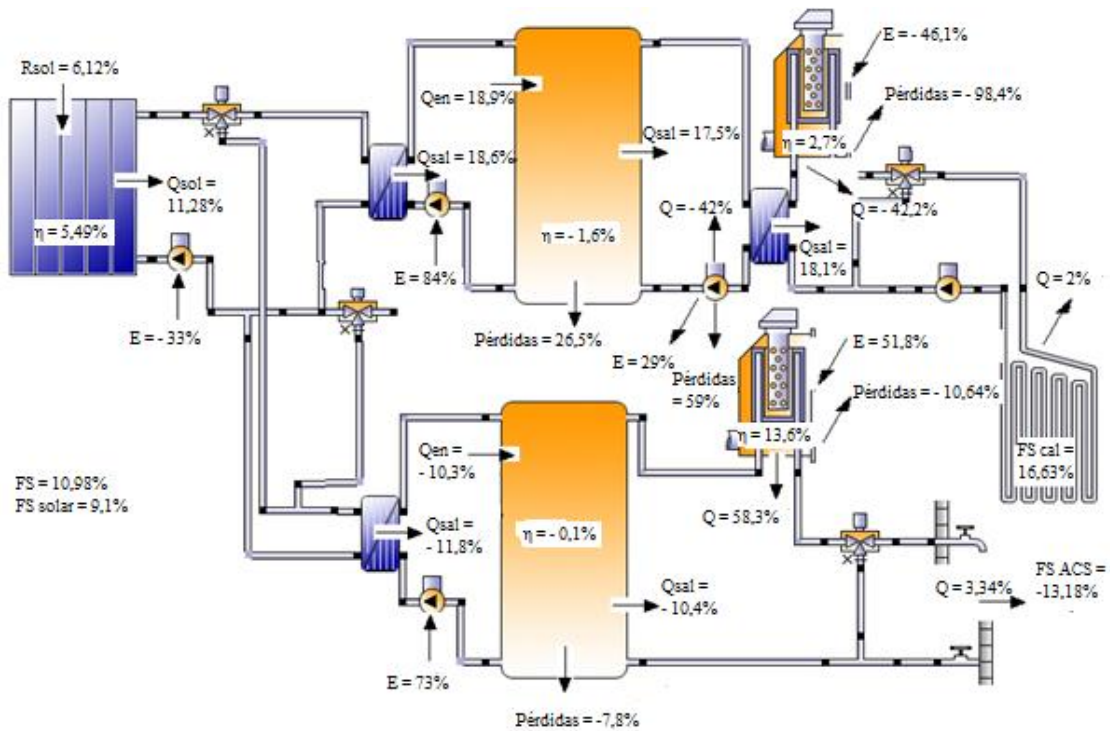 Rsol = 6,12%
Qsol =
11,28%
η = 5,49%
E = - 33%
Qen = 18,9%
Qsal = 17,5%
Qsal = 18,6%
E = 84%
η = - 1,6%
Pérdidas = 26,5%
E = - 46,1%
Pérdidas = - 98,4%
η = 2,7%
Q = - 42%
Q = - 42,2%
Qsal =
18,1%
E = 29%
Pérdidas
= 59%
Q = 2%
E = 51,8%
Pérdidas = - 10,64%
η = 13,6%
FS cal =
16,63%
Q = 58,3%
FS = 10,98%
FS solar = 9,1%
Qen =
- 10,3%
Qsal =
- 11,8%
η = - 0,1%
Qsal =
- 10,4%
E = 73%
Pérdidas = -7,8%
Q = 3,34%
FS ACS =
-13,18%